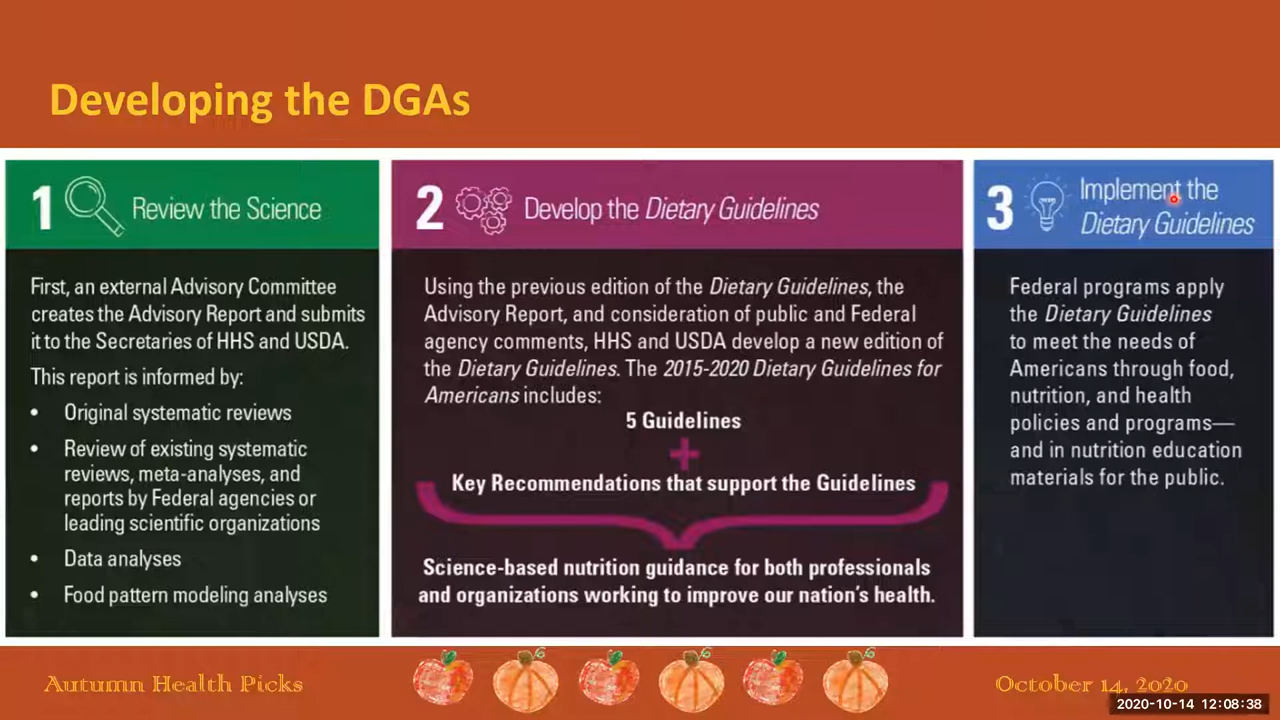 Developing the DGAs
1
Review the Science
First, an external Advisory Committee
creates the Advisory Report and submits
it to the Secretaries of HHS and USDA.
This report is informed by:
• Original systematic reviews
• Review of existing systematic
reviews, meta-analyses, and
reports by Federal agencies or
leading scientific organizations
• Data analyses
• Food pattern modeling analyses
2
Develop the Dietary Guidelines
Using the previous edition of the Dietary Guidelines, the
Advisory Report, and consideration of public and Federal
agency comments, HHS and USDA develop a new edition of
the Dietary Guidelines. The 2015-2020 Dietary Guidelines for
Americans includes:
5 Guidelines
+
Key Recommendations that support the Guidelines
Science-based nutrition guidance for both professionals
and organizations working to improve our nation's health.
3
Implement the
Dietary Guidelines
Federal programs apply
the Dietary Guidelines
to meet the needs of
Americans through food,
nutrition, and health
policies and programs—
and in nutrition education
materials for the public.
Autumn Health Picks
October 14, 2020
2020-10-14 12:08:38